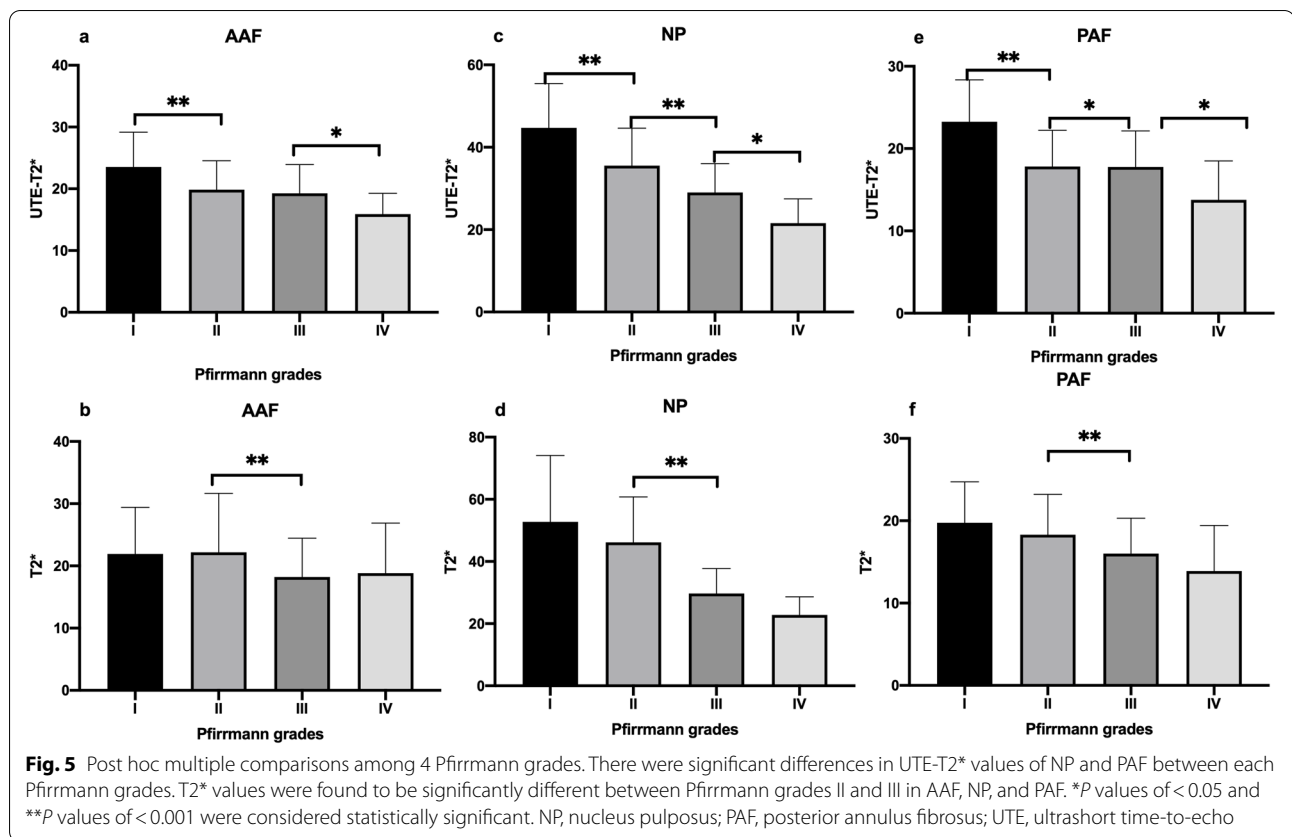 a AAF
**
*
UTE-T2*
40
30
20
10
0
I II III IV
Pfirrmann grades
c NP
**
**
*
UTE-T2*
60
40
20
0
I II III IV
Pfirrmann grades
e PAF
**
*
*
UTE-T2*
30
20
10
0
I II III IV
Pfirrmann grades
b AAF
**
T2*
40
30
20
10
0
I II III IV
Pfirrmann grades
d NP
**
T2*
80
60
40
20
0
I II III IV
Pfirrmann grades
f PAF
**
T2*
30
20
10
0
I II III IV
Pfirrmann grades
Fig. 5 Post hoc multiple comparisons among 4 Pfirrmann grades. There were significant differences in UTE-T2* values of NP and PAF between each
Pfirrmann grades. T2* values were found to be significantly different between Pfirrmann grades II and III in AAF, NP, and PAF. *P values of < 0.05 and
**P values of < 0.001 were considered statistically significant. NP, nucleus pulposus; PAF, posterior annulus fibrosus; UTE, ultrashort time-to-echo